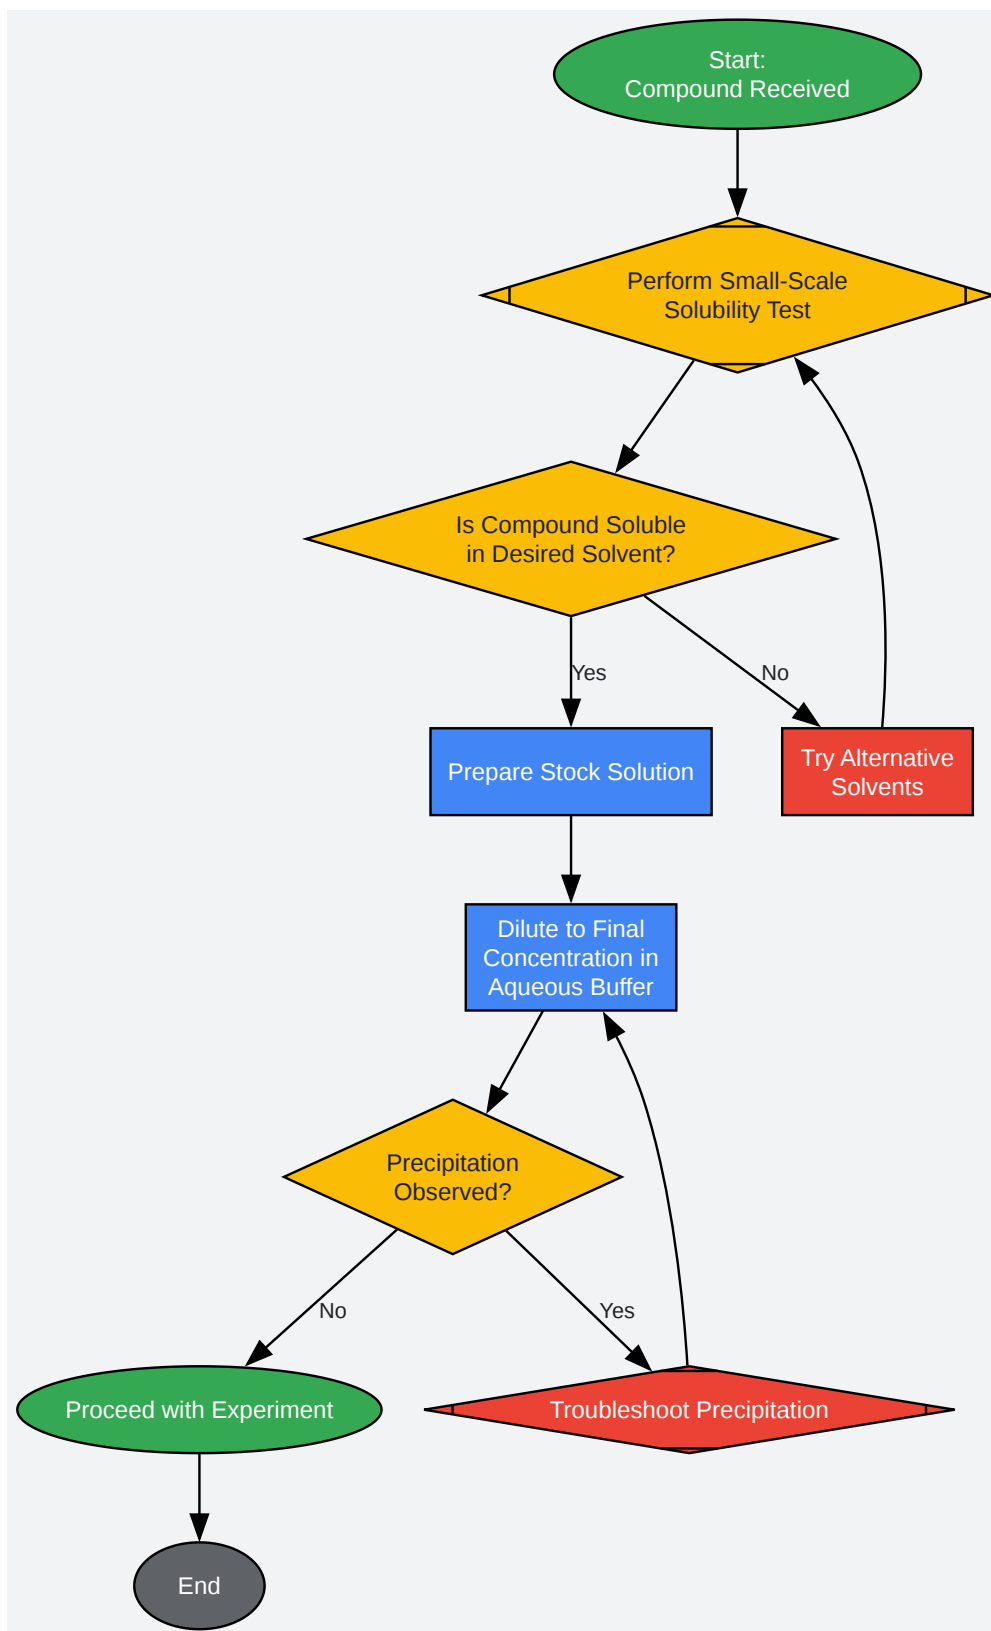 Start:
Compound Received
Perform Small-Scale
Solubility Test
Is Compound Soluble
in Desired Solvent?
Yes
No
Prepare Stock Solution
Try Alternative
Solvents
Dilute to Final
Concentration in
Aqueous Buffer
Precipitation
Observed?
No
Yes
Proceed with Experiment
Troubleshoot Precipitation
End